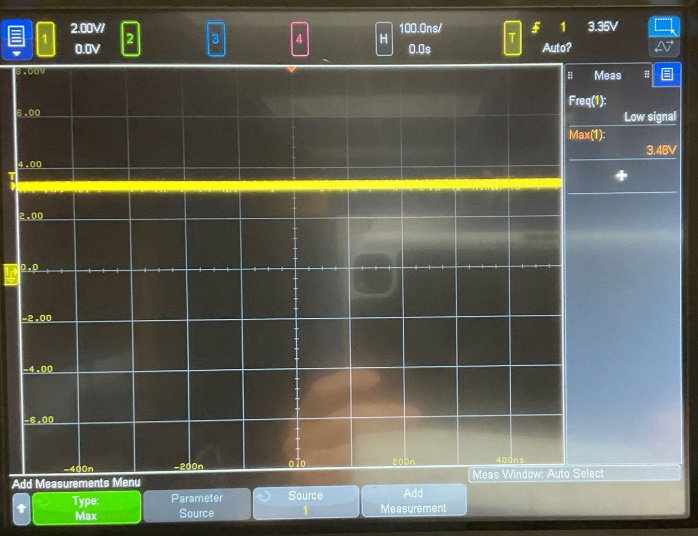 1
2.00V/
0.0V
2
3
4
H
100.0ns/
0.0s
T
1
3.35V
Auto?
8.00V
6.00
4.00
2.00
0.0
-2.00
-4.00
-6.00
-400n
-200n
0.0
200n
400ns
T
Meas
Freq(1):
Low signal
Max(1):
3.48V
Meas Window: Auto Select
Add Measurements Menu
Type:
Max
Parameter
Source
Source
1
Add
Measurement